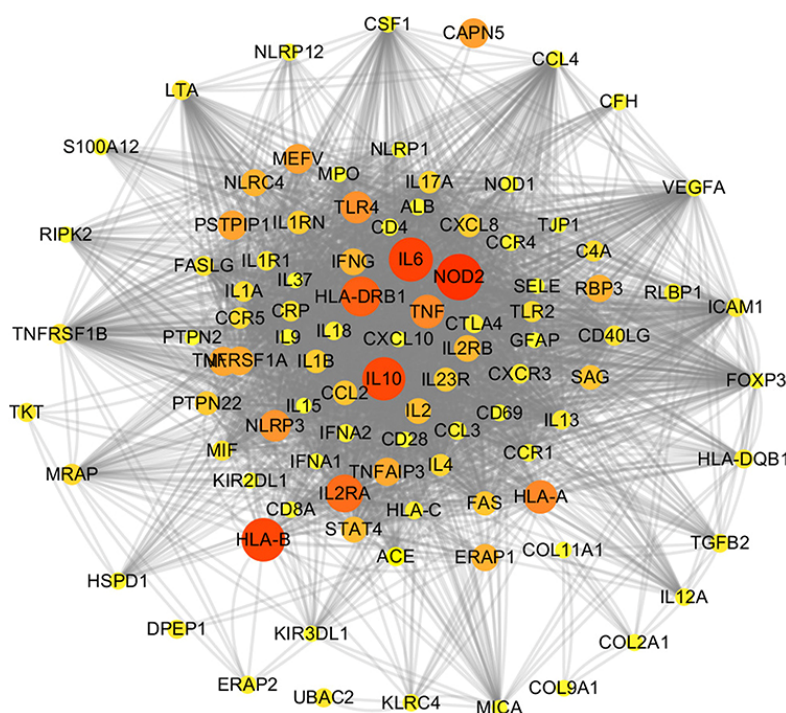 CSF1
CAPN5
NLRP12
CCL4
LTA
CFH
S100A12
MEFV
NLRP1
MPO
IL17A
NOD1
NLRC4
VEGFA
TLR4
ALB
PSTPIP1
IL1RN
CD4
CXCL8
TJP1
RIPK2
CCR4
C4A
FASLG
IL1R1
IFNG
IL6
NOD2
IL37
SELE
RBP3
RLBP1
IL1A
HLA-DRB1
ICAM1
CCR5
CRP
TNF
TLR2
TNFRSF1B
PTPN2
IL9
IL18
CXCL10
CTLA4
GFAP
CD40LG
IL2RB
TNFRSF1A
IL1B
IL10
IL23R
CXCR3
SAG
FOXP3
PTPN22
IL15
CCL2
IL2
CD69
TKT
NLRP3
IFNA2
CCL3
IL13
MIF
CD28
CCR1
HLA-DQB1
MRAP
IFNA1
TNFAIP3
IL4
KIR2DL1
IL2RA
HLA-A
CD8A
HLA-C
FAS
STAT4
HLA-B
ACE
ERAP1
COL11A1
TGFB2
HSPD1
IL12A
DPEP1
KIR3DL1
COL2A1
ERAP2
UBAC2
KLRC4
MICA
COL9A1